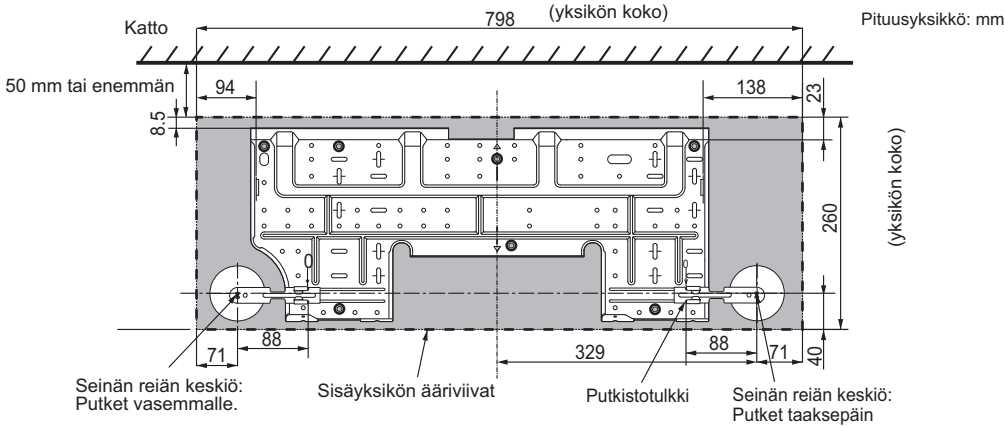 (yksikön koko)
Pituusyksikkö: mm
Katto
798
50 mm tai enemmän
94
138
23
8.5
260
(yksikön koko)
88
329
88
71
71
40
Seinän reiän keskiö:
Putket vasemmalle.
Sisäyksikön ääriviivat
Putkistotulkki
Seinän reiän keskiö:
Putket taaksepäin